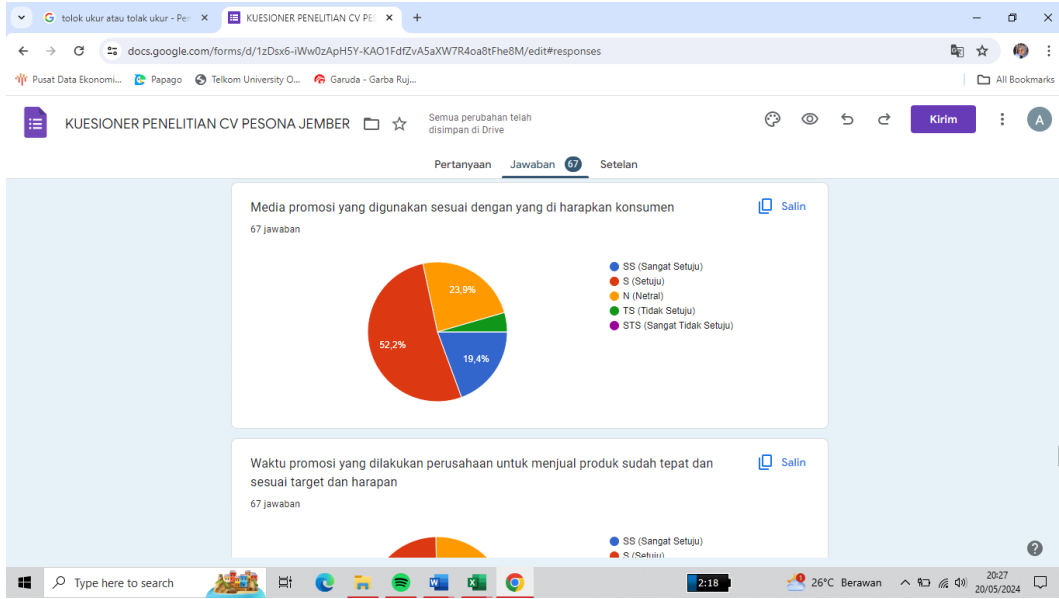 tolok ukur atau tolak ukur - Pen
KUESIONER PENELITIAN CV PES
docs.google.com/forms/d/1zDsx6-iWw0zApH5Y-KAO1FdfZvA5aXW7R4oa8tFhe8M/edit#responses
Pusat Data Ekonomi... Papago Telkom University O... Garuda - Garba Ruj... All Bookmarks
KUESIONER PENELITIAN CV PESONA JEMBER
Semua perubahan telah
disimpan di Drive
Kirim
A
Pertanyaan Jawaban 67 Setelan
Media promosi yang digunakan sesuai dengan yang di harapkan konsumen
Salin
67 jawaban
SS (Sangat Setuju)
S (Setuju)
N (Netral)
TS (Tidak Setuju)
STS (Sangat Tidak Setuju)
23,9%
52,2%
19,4%
Waktu promosi yang dilakukan perusahaan untuk menjual produk sudah tepat dan
sesuai target dan harapan
Salin
67 jawaban
SS (Sangat Setuju)
S (Setuju)
Type here to search
2:18
26°C Berawan
20:27
20/05/2024